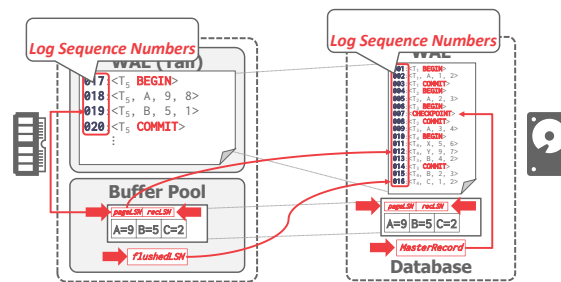 Log Sequence Numbers
WAL (Tail)
017:<T₅ BEGIN>
018:<T₅, A, 9, 8>
019:<T₅, B, 5, 1>
020:<T₅ COMMIT>
⋮
Buffer Pool
pageLSN recLSN
A=9 B=5 C=2
flushedLSN
Log Sequence Numbers
WAL
001:<T₁ BEGIN>
002:<T₁, A, 1, 2>
003:<T₁ COMMIT>
004:<T₂ BEGIN>
005:<T₂, A, 2, 3>
006:<T₃ BEGIN>
007:<CHECKPOINT>
008:<T₂ COMMIT>
009:<T₃, A, 3, 4>
010:<T₄ BEGIN>
011:<T₄, X, 5, 6>
012:<T₄, Y, 9, 7>
013:<T₃, B, 4, 2>
014:<T₃ COMMIT>
015:<T₄, B, 2, 3>
016:<T₄, C, 1, 2>
pageLSN recLSN
A=9 B=5 C=2
MasterRecord
Database